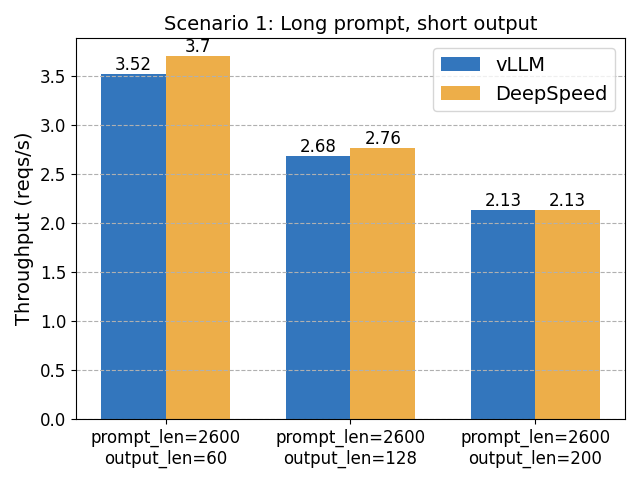 Scenario 1: Long prompt, short output
vLLM
DeepSpeed
Throughput (reqs/s)
3.5
3.0
2.5
2.0
1.5
1.0
0.5
0.0
3.52
3.7
2.68
2.76
2.13
2.13
prompt_len=2600
output_len=60
prompt_len=2600
output_len=128
prompt_len=2600
output_len=200